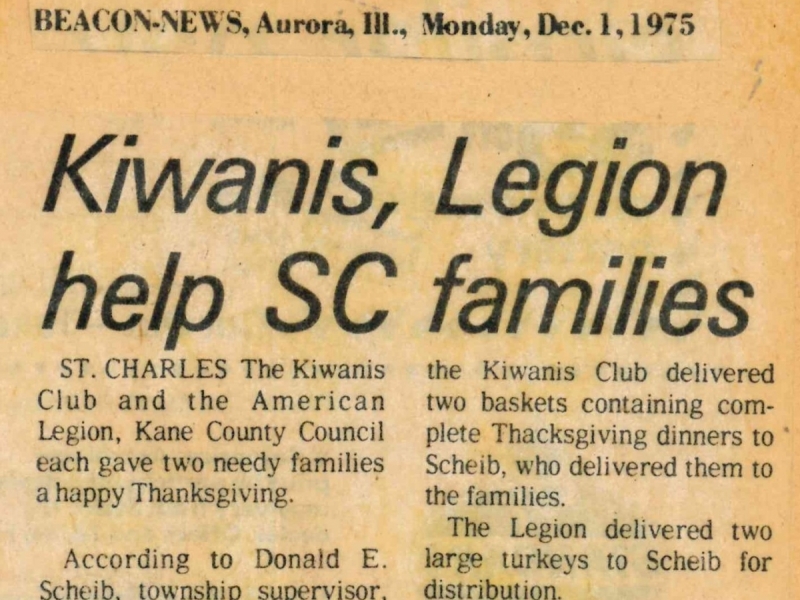 BEACON-NEWS, Aurora, Ill., Monday, Dec. 1, 1975
Kiwanis, Legion
help SC families
ST. CHARLES The Kiwanis
Club and the American
Legion, Kane County Council
each gave two needy families
a happy Thanksgiving.
According to Donald E.
Scheib, township supervisor,
the Kiwanis Club delivered
two baskets containing com-
plete Thacksgiving dinners to
Scheib, who delivered them to
the families.
The Legion delivered two
large turkeys to Scheib for
distribution.